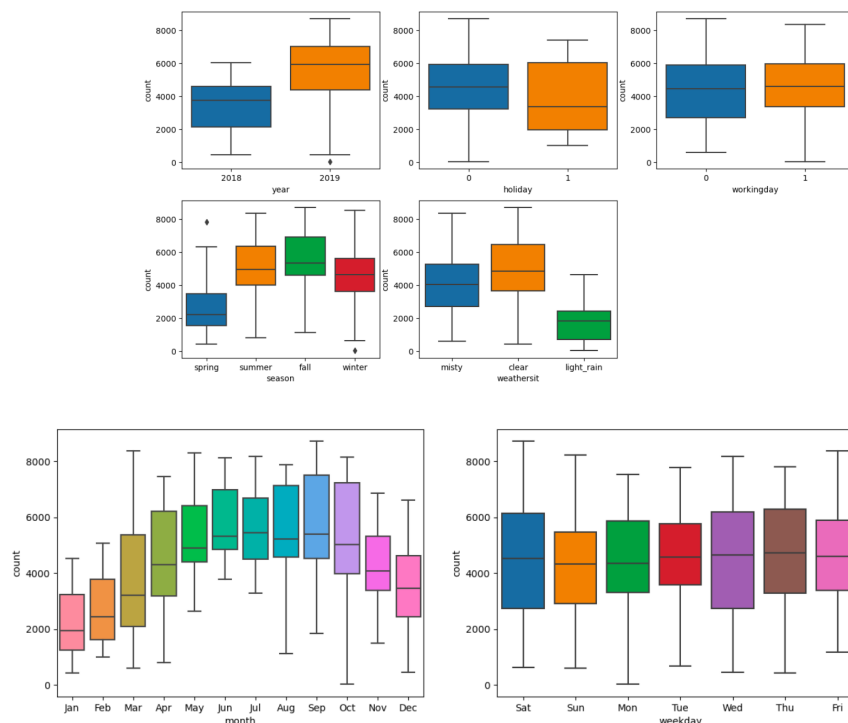 8000
6000
4000
2000
0
count
2018
2019
year
8000
6000
4000
2000
0
count
0
1
holiday
8000
6000
4000
2000
0
count
0
1
workingday
8000
6000
4000
2000
0
count
spring
summer
fall
winter
season
8000
6000
4000
2000
0
count
misty
clear
light_rain
weathersit
8000
6000
4000
2000
0
count
Jan
Feb
Mar
Apr
May
Jun
Jul
Aug
Sep
Oct
Nov
Dec
month
8000
6000
4000
2000
0
count
Sat
Sun
Mon
Tue
Wed
Thu
Fri
weekday